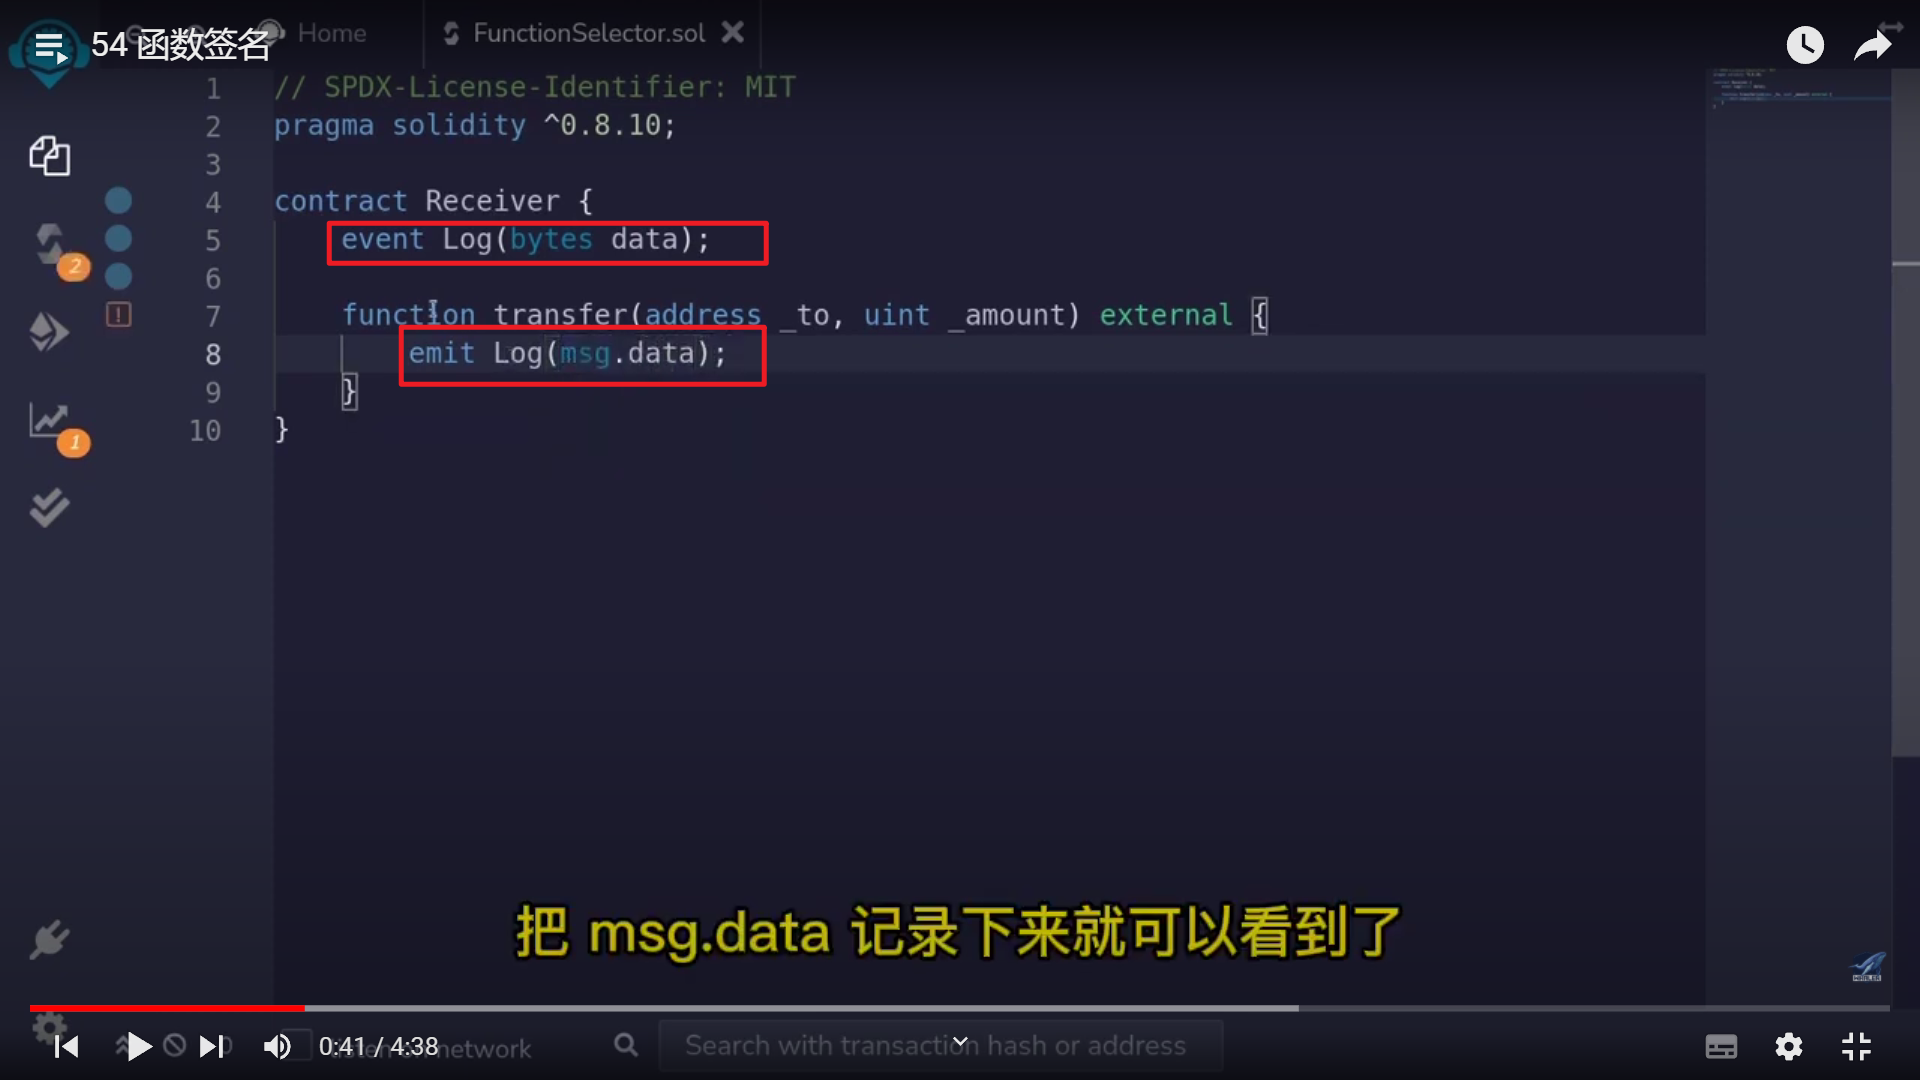 54 函数签名
Home
FunctionSelector.sol
1 // SPDX-License-Identifier: MIT
2 pragma solidity ^0.8.10;
3
4 contract Receiver {
5 event Log(bytes data);
6
7 function transfer(address _to, uint _amount) external {
8 emit Log(msg.data);
9 }
10 }
2
1
把 msg.data 记录下来就可以看到了
0:41 / 4:38
network
Search with transaction hash or address